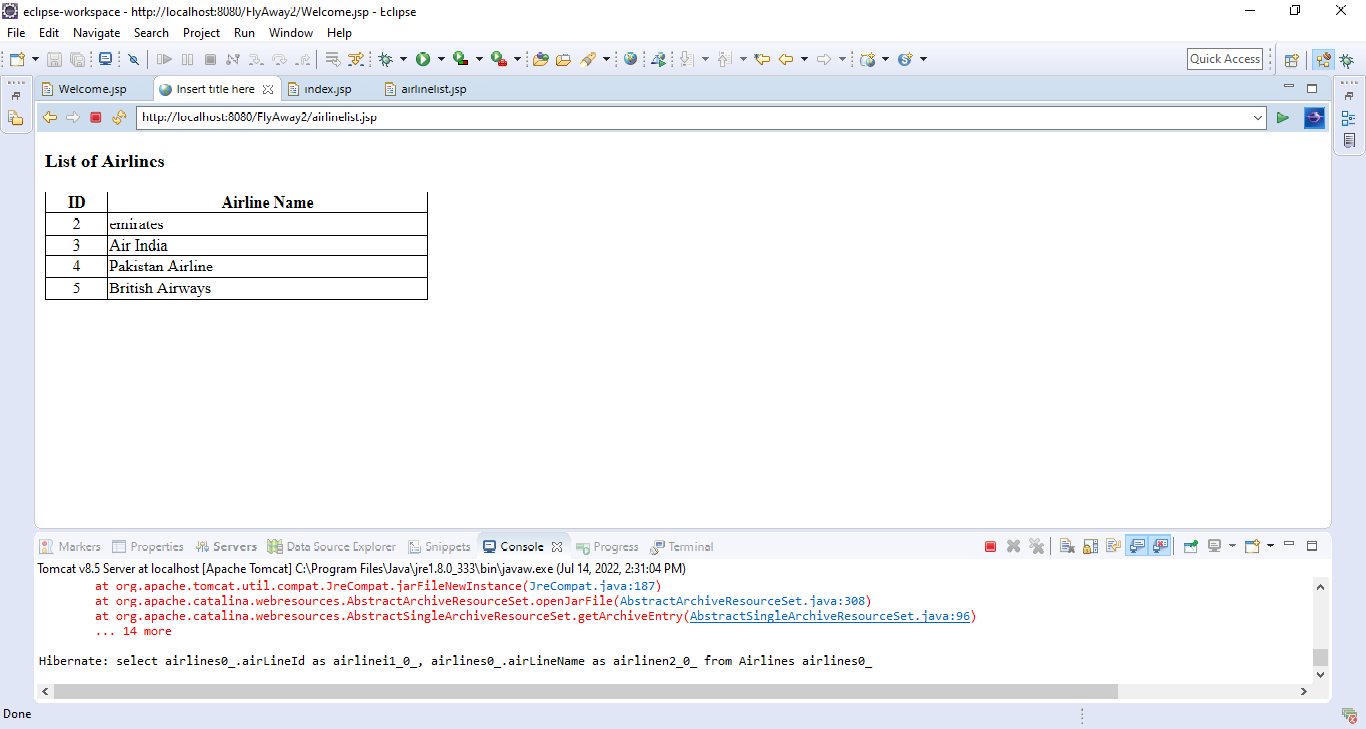 eclipse-workspace - http://localhost:8080/FlyAway2/Welcome.jsp - Eclipse
File Edit Navigate Search Project Run Window Help
Quick Access
Welcome.jsp Insert title here index.jsp airlinelist.jsp
http://localhost:8080/FlyAway2/airlinelist.jsp
List of Airlines
ID Airline Name
2 emirates
3 Air India
4 Pakistan Airline
5 British Airways
Markers Properties Servers Data Source Explorer Snippets Console Progress Terminal
Tomcat v8.5 Server at localhost [Apache Tomcat] C:\Program Files\Java\jre1.8.0_333\bin\javaw.exe (Jul 14, 2022, 2:31:04 PM)
at org.apache.tomcat.util.compat.JreCompat.jarFileNewInstance(JreCompat.java:187)
at org.apache.catalina.webresources.AbstractArchiveResourceSet.openJarFile(AbstractArchiveResourceSet.java:308)
at org.apache.catalina.webresources.AbstractSingleArchiveResourceSet.getArchiveEntry(AbstractSingleArchiveResourceSet.java:96)
... 14 more
Hibernate: select airlines0_.airLineId as airlinei1_0_, airlines0_.airLineName as airlinen2_0_ from Airlines airlines0_
Done